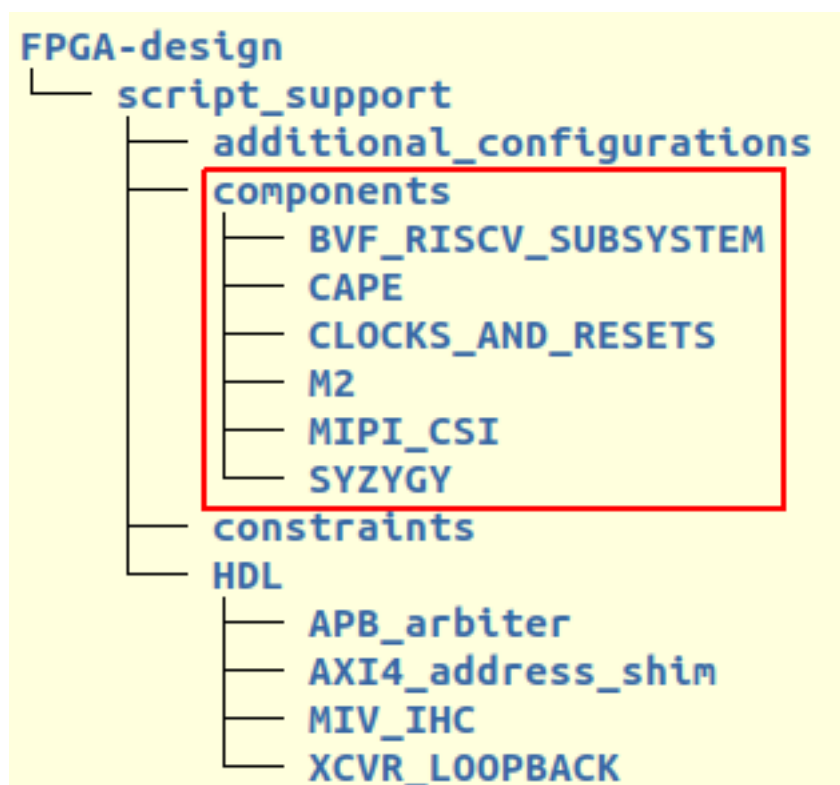 FPGA-design
script_support
additional_configurations
components
BVF_RISCV_SUBSYSTEM
CAPE
CLOCKS_AND_RESETS
M2
MIPI_CSI
SYZYGY
constraints
HDL
APB_arbiter
AXI4_address_shim
MIV_IHC
XCVR_LOOPBACK